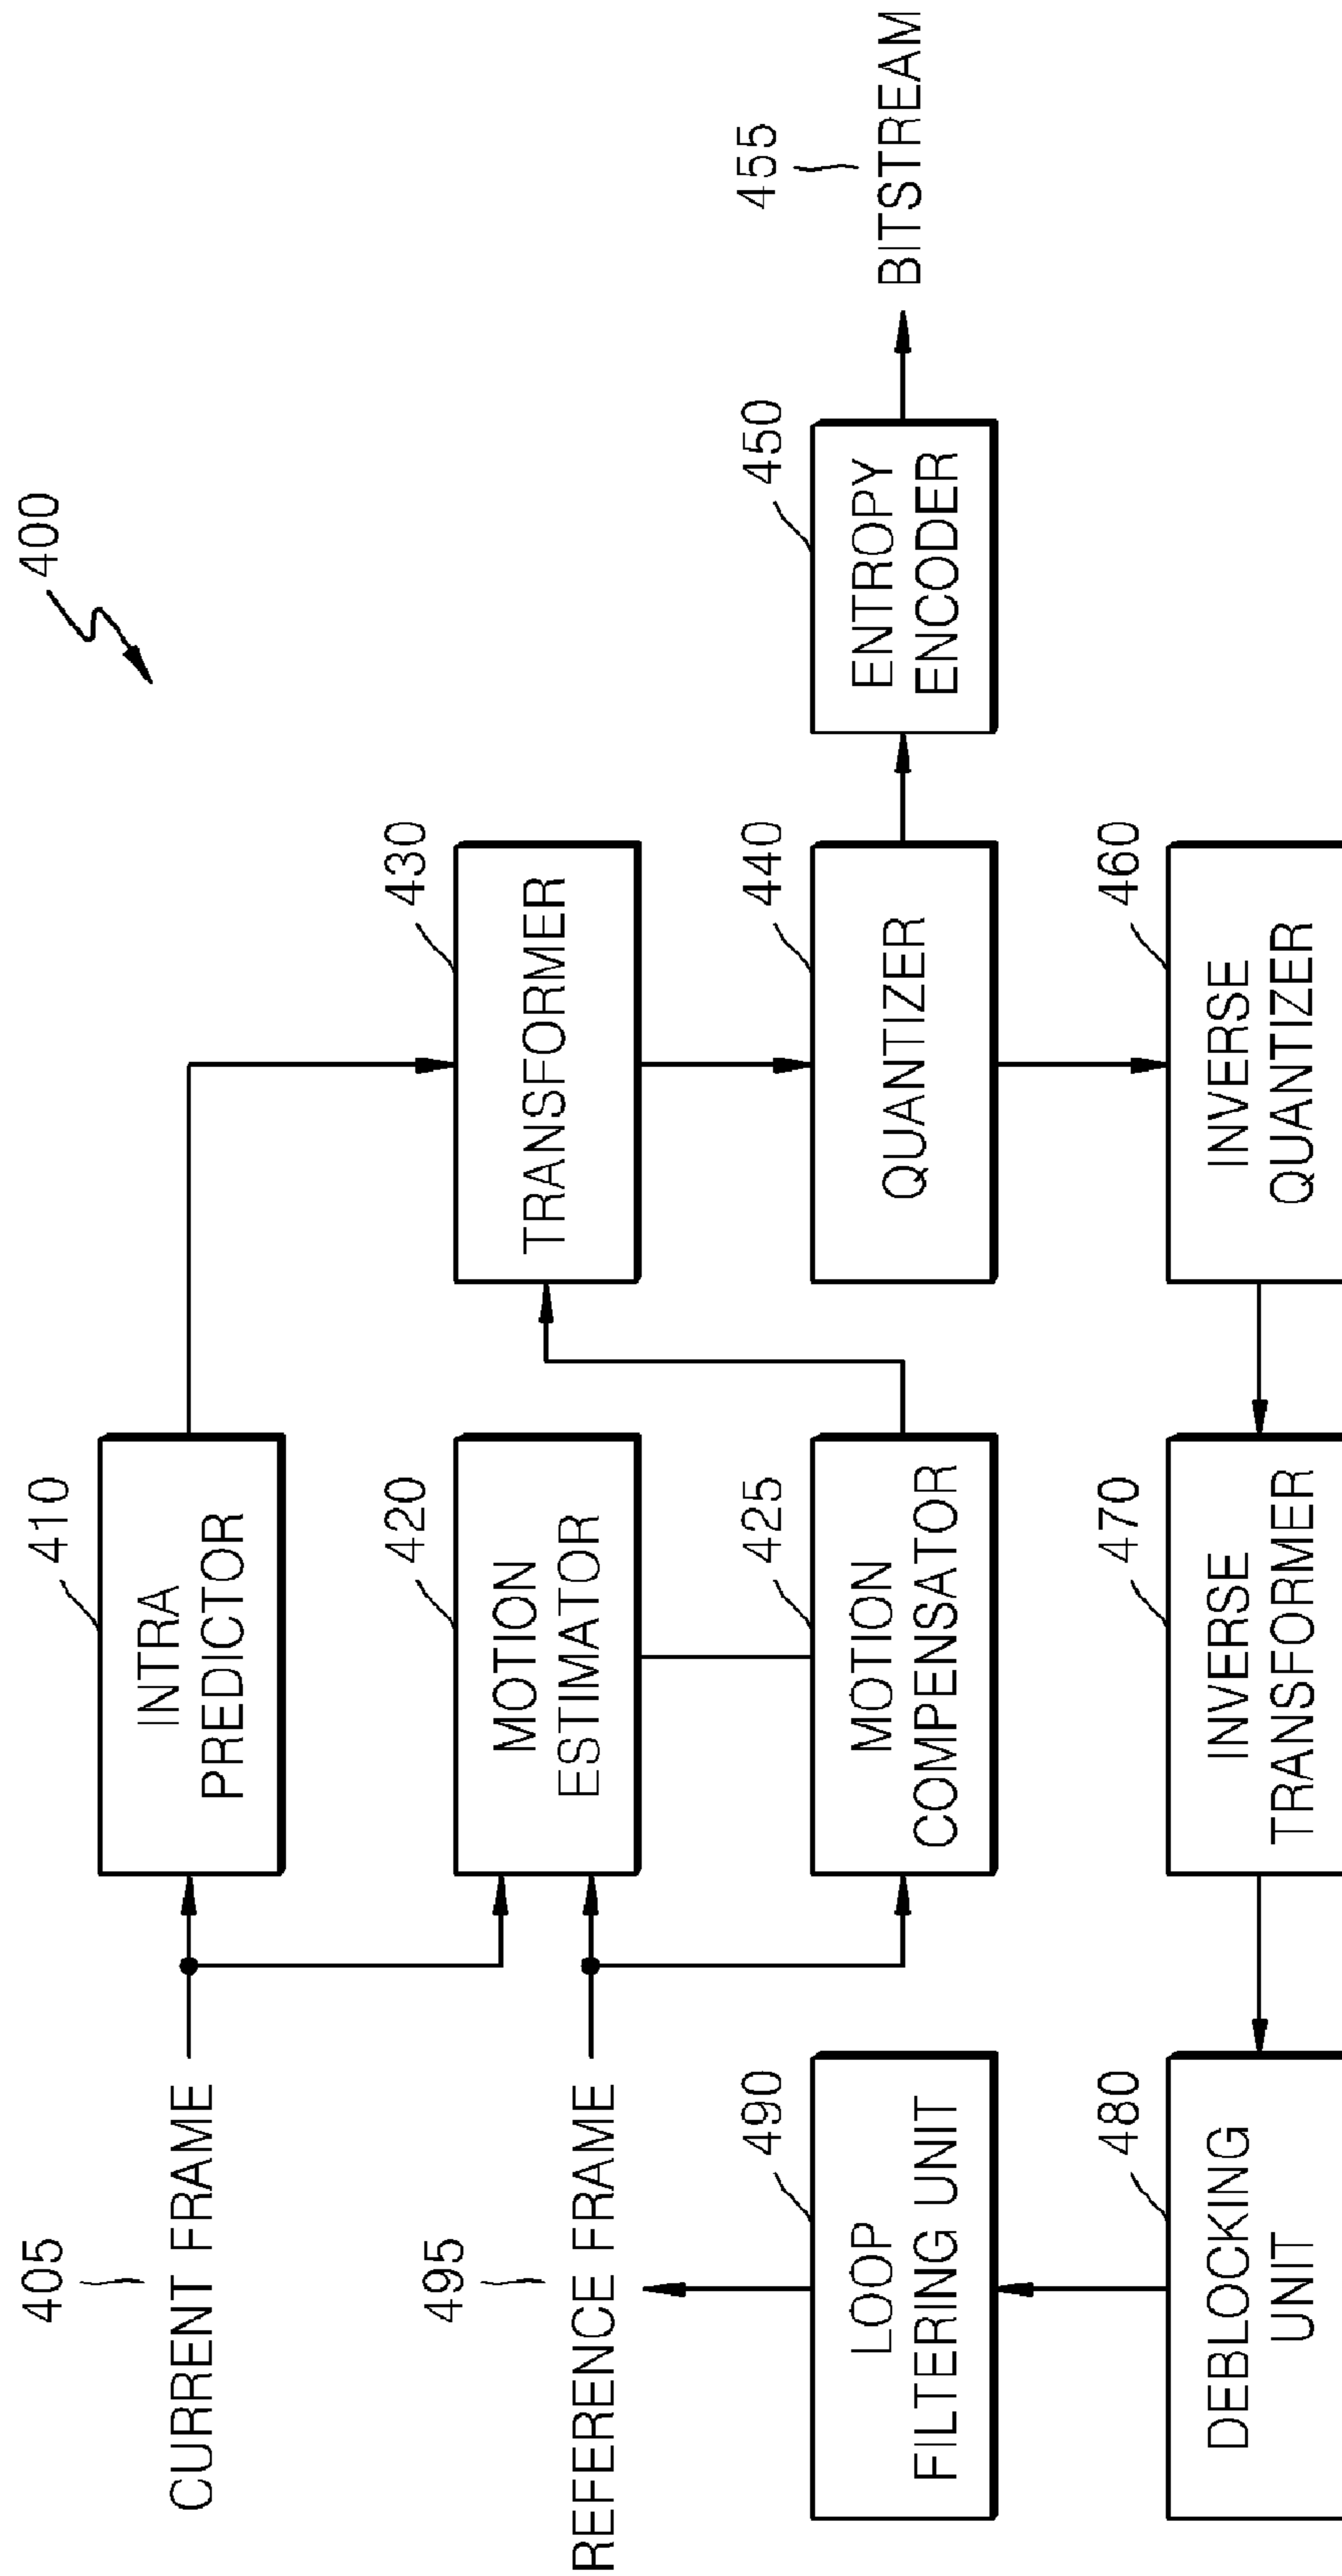 400
405
CURRENT FRAME
410
INTRA
PREDICTOR
495
REFERENCE FRAME
420
MOTION
ESTIMATOR
430
TRANSFORMER
490
LOOP
FILTERING UNIT
425
MOTION
COMPENSATOR
440
QUANTIZER
450
ENTROPY
ENCODER
455
BITSTREAM
480
DEBLOCKING
UNIT
470
INVERSE
TRANSFORMER
460
INVERSE
QUANTIZER